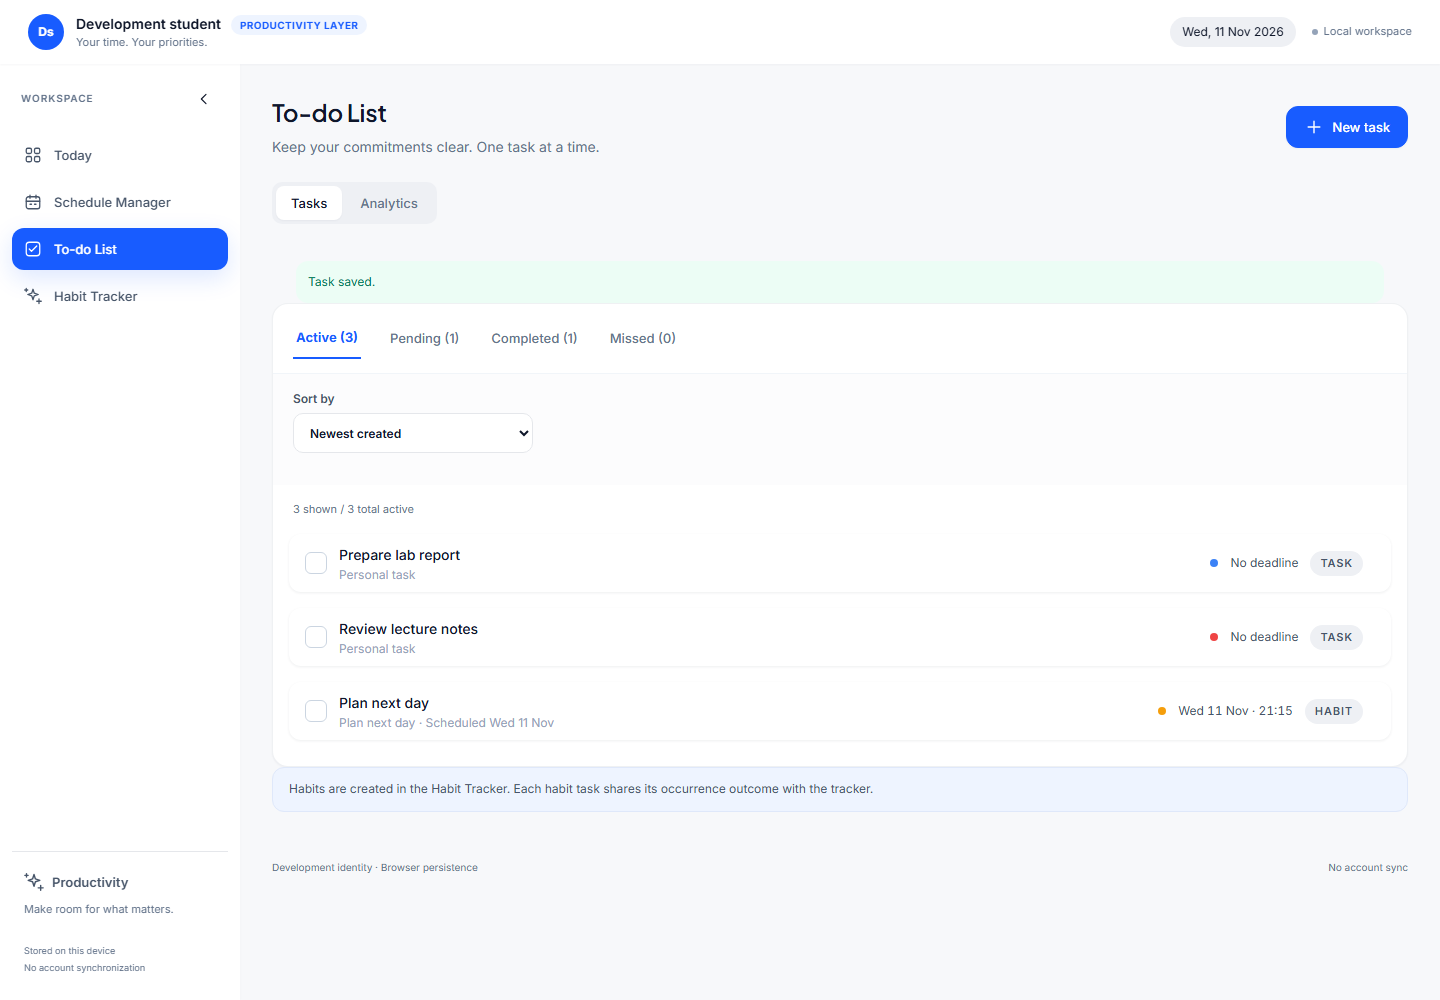 Ds
Development student
PRODUCTIVITY LAYER
Your time. Your priorities.
Wed, 11 Nov 2026
Local workspace
WORKSPACE
Today
Schedule Manager
To-do List
Habit Tracker
Productivity
Make room for what matters.
Stored on this device
No account synchronization
To-do List
Keep your commitments clear. One task at a time.
New task
Tasks
Analytics
Task saved.
Active (3)
Pending (1)
Completed (1)
Missed (0)
Sort by
Newest created
3 shown / 3 total active
Prepare lab report
Personal task
No deadline
TASK
Review lecture notes
Personal task
No deadline
TASK
Plan next day
Plan next day · Scheduled Wed 11 Nov
Wed 11 Nov · 21:15
HABIT
Habits are created in the Habit Tracker. Each habit task shares its occurrence outcome with the tracker.
Development identity · Browser persistence
No account sync